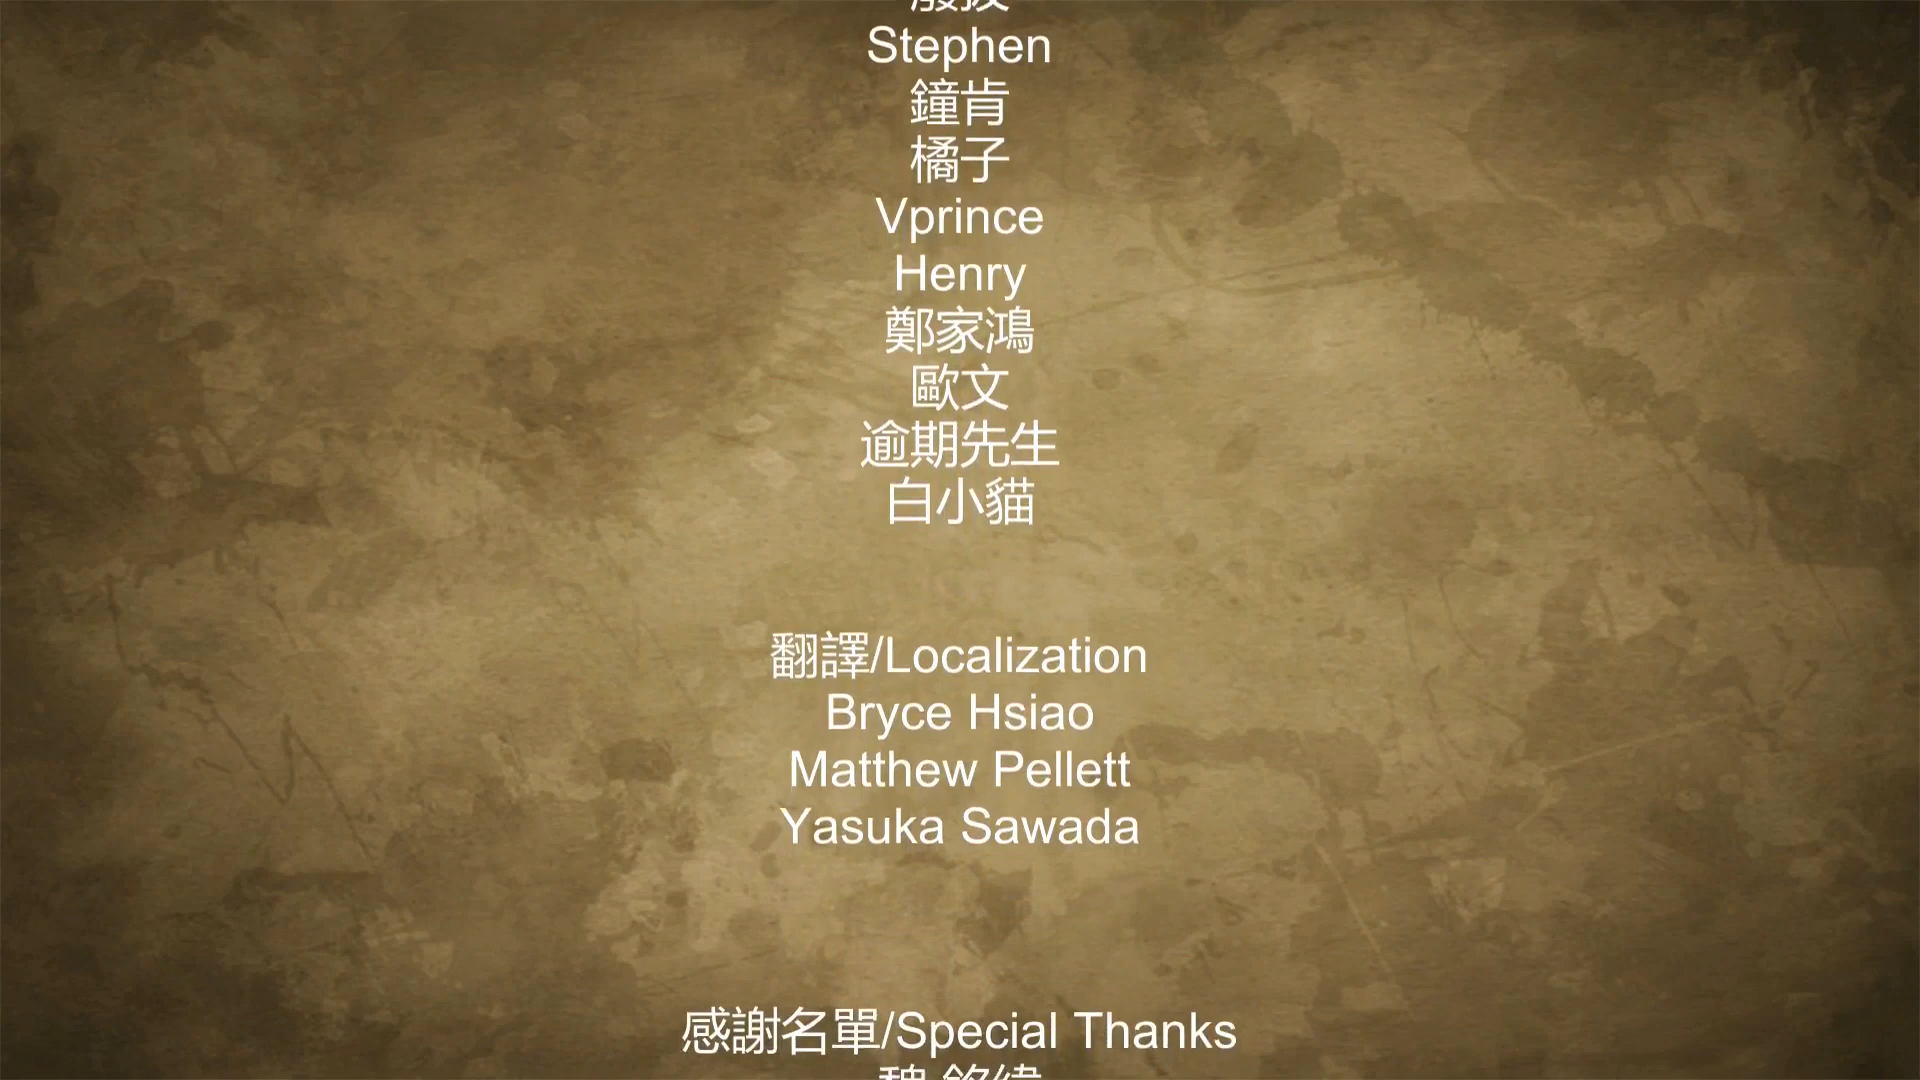 Stephen
鐘肯
橘子
Vprince
Henry
鄭家鴻
歐文
逾期先生
白小貓
翻譯/Localization
Bryce Hsiao
Matthew Pellett
Yasuka Sawada
感謝名單/Special Thanks